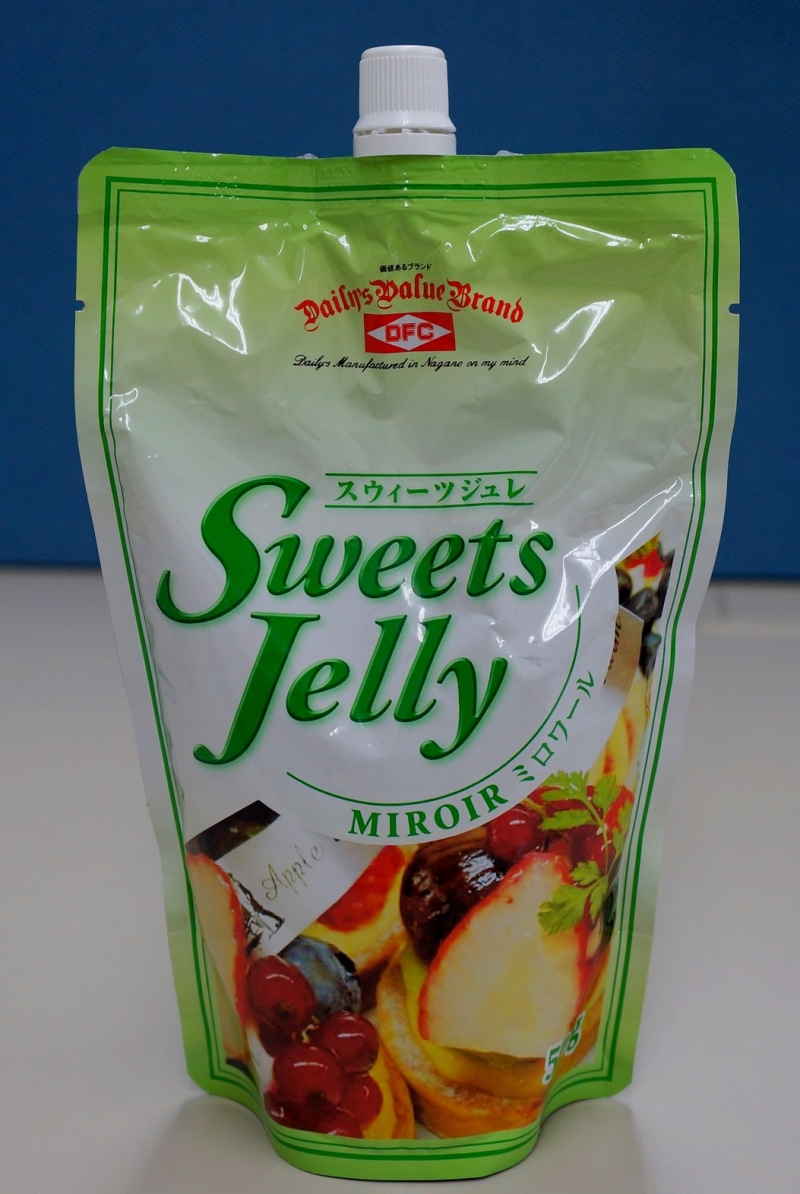 価値あるブランド
Daily's Value Brand
DFC
Daily's Manufactured in Nagano on my mind
スウィーツジュレ
Sweets
Jelly
MIROIR ミロワール
Apple